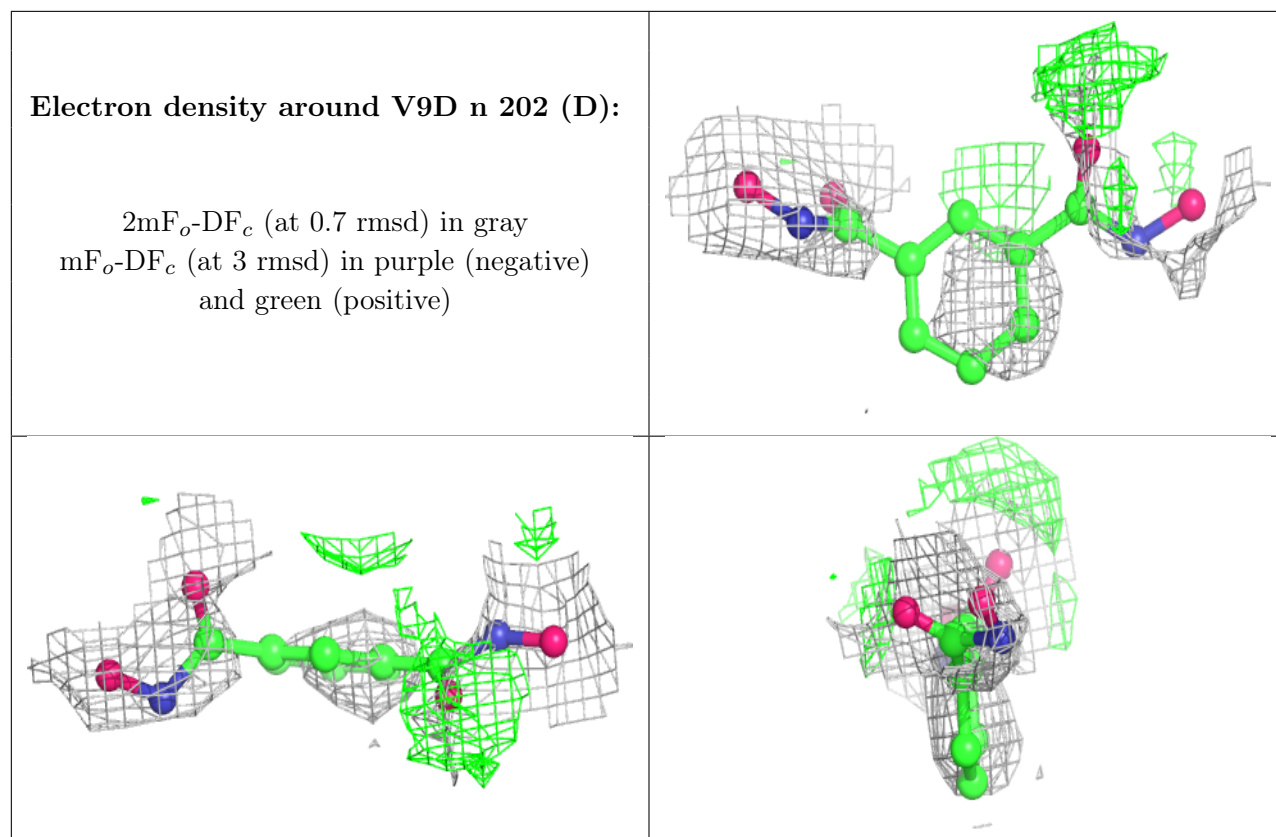 Electron density around V9D n 202 (D):
2mFo-DFc (at 0.7 rmsd) in gray
mFo-DFc (at 3 rmsd) in purple (negative)
and green (positive)